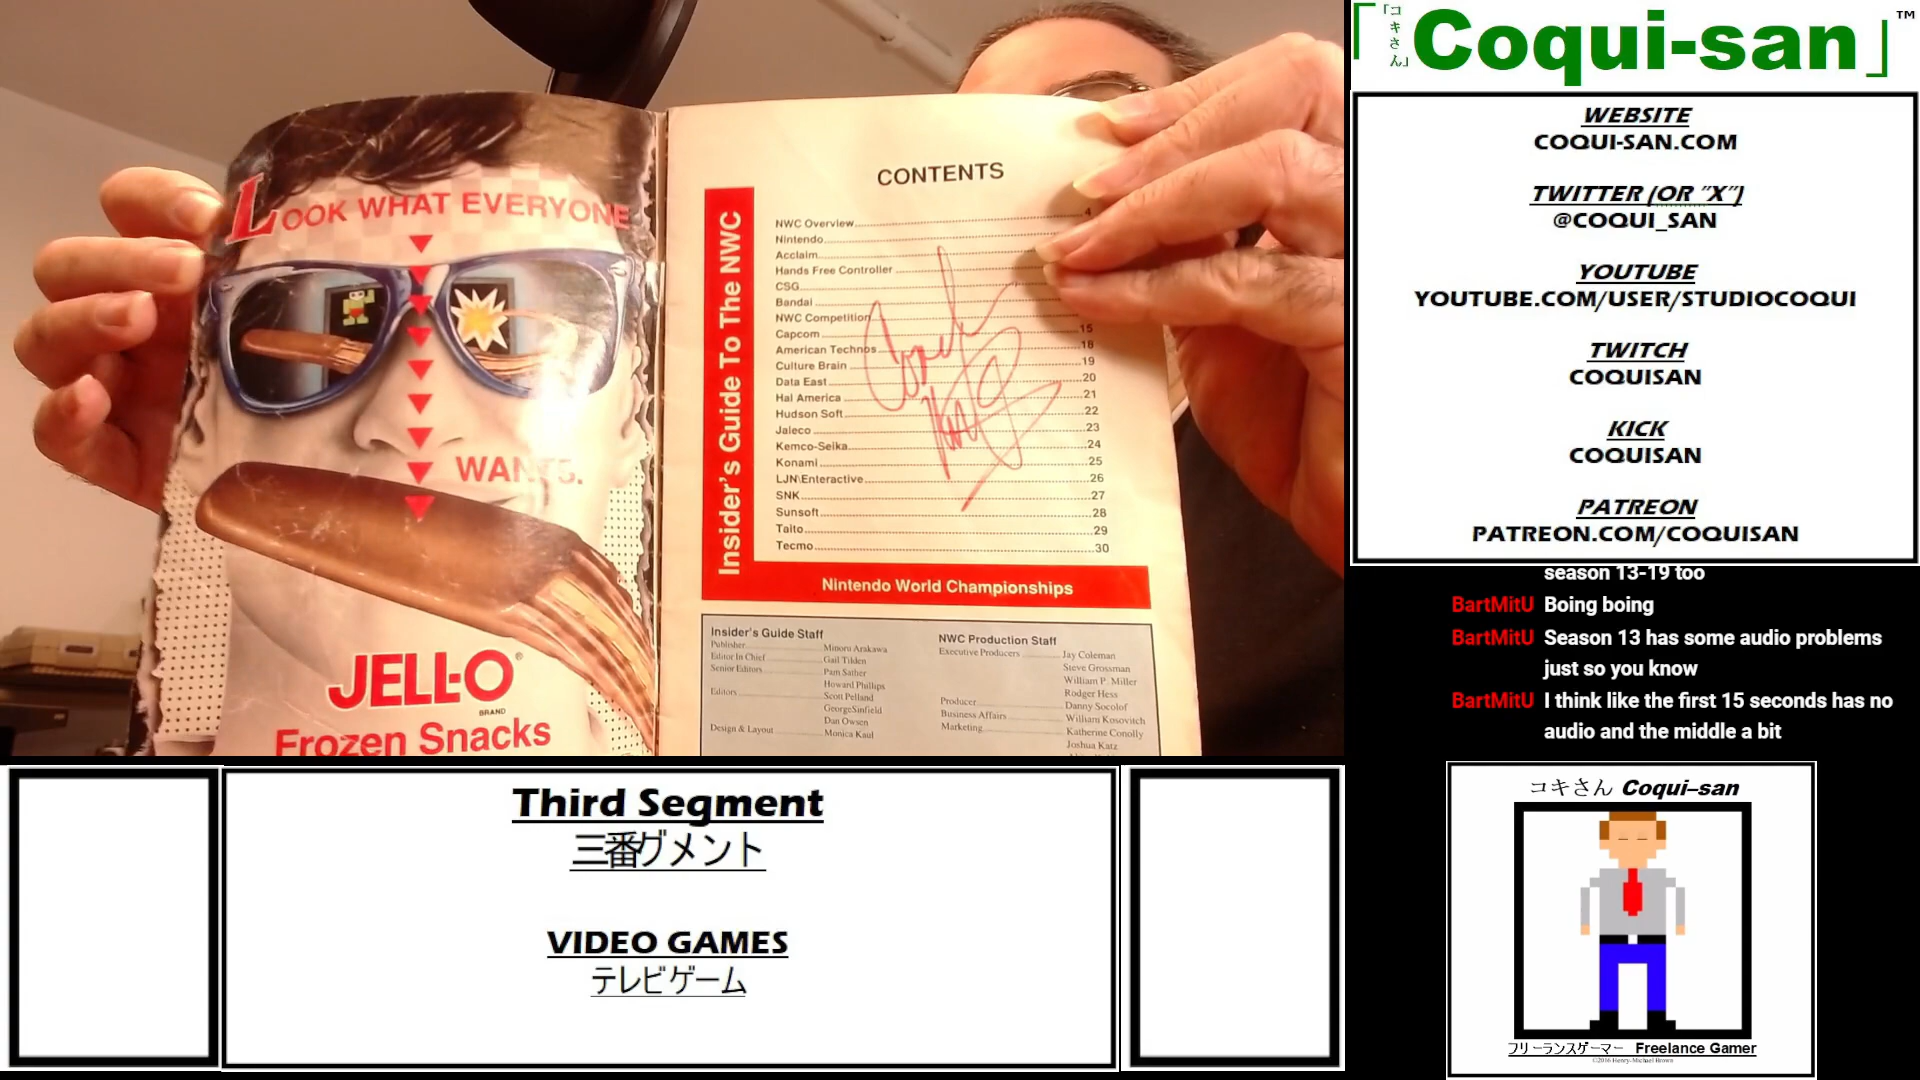 LOOK WHAT EVERYONE
WANTS.
JELL-O®
BRAND
Frozen Snacks
CONTENTS
Insider's Guide To The NWC
NWC Overview 4
Nintendo
Acclaim
Hands Free Controller
CSG
Bandai
NWC Competition
Capcom 15
American Technos 18
Culture Brain 19
Data East 20
Hal America 21
Hudson Soft 22
Jaleco 23
Kemco-Seika 24
Konami 25
LJN\Enteractive 26
SNK 27
Sunsoft 28
Taito 29
Tecmo 30
Nintendo World Championships
Insider's Guide Staff
Publisher Minoru Arakawa
Editor In Chief Gail Tilden
Senior Editors Pam Sather
Howard Phillips
Editors Scott Pelland
GeorgeSinfield
Dan Owsen
Design & Layout Monica Kaul
NWC Production Staff
Executive Producers Jay Coleman
Steve Grossman
William P. Miller
Rodger Hess
Producer Danny Socolof
Business Affairs William Kosovitch
Marketing Katherine Conolly
Joshua Katz
「「コキさん」Coqui-san」™
WEBSITE
COQUI-SAN.COM
TWITTER (OR "X")
@COQUI_SAN
YOUTUBE
YOUTUBE.COM/USER/STUDIOCOQUI
TWITCH
COQUISAN
KICK
COQUISAN
PATREON
PATREON.COM/COQUISAN
season 13-19 too
BartMitU Boing boing
BartMitU Season 13 has some audio problems
just so you know
BartMitU I think like the first 15 seconds has no
audio and the middle a bit
Third Segment
三番グメント
VIDEO GAMES
テレビゲーム
コキさん Coqui-san
フリーランスゲーマー Freelance Gamer
©2016 Henry-Michael Brown